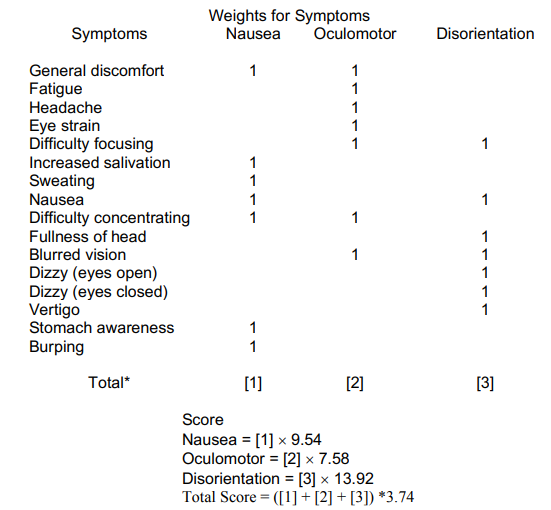 Weights for Symptoms
Symptoms Nausea Oculomotor Disorientation
General discomfort 1 1
Fatigue 1
Headache 1
Eye strain 1
Difficulty focusing 1 1
Increased salivation 1
Sweating 1
Nausea 1 1
Difficulty concentrating 1 1
Fullness of head 1
Blurred vision 1 1
Dizzy (eyes open) 1
Dizzy (eyes closed) 1
Vertigo 1
Stomach awareness 1
Burping 1
Total* [1] [2] [3]
Score
Nausea = [1] × 9.54
Oculomotor = [2] × 7.58
Disorientation = [3] × 13.92
Total Score = ([1] + [2] + [3]) *3.74